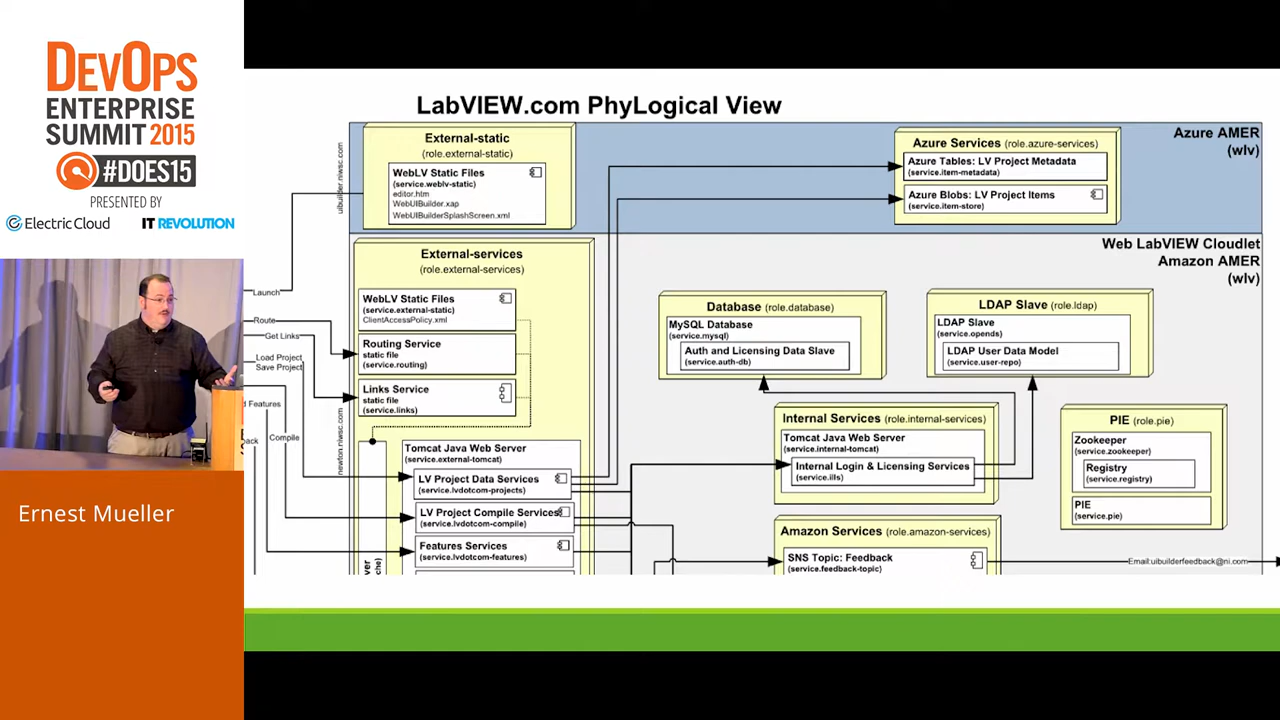 DEVOPS
ENTERPRISE
SUMMIT 2015
#DOES15
PRESENTED BY
Electric Cloud
IT REVOLUTION
Ernest Mueller
LabVIEW.com PhyLogical View
Azure AMER
(wlv)
External-static
(role.external-static)
WebLV Static Files
(service.weblv-static)
editor.htm
WebUIBuilder.xap
WebUIBuilderSplashScreen.xml
uibuilder.niwsc.com
Azure Services (role.azure-services)
Azure Tables: LV Project Metadata
(service.item-metadata)
Azure Blobs: LV Project Items
(service.item-store)
Web LabVIEW Cloudlet
Amazon AMER
(wlv)
External-services
(role.external-services)
WebLV Static Files
(service.external-static)
ClientAccessPolicy.xml
Routing Service
static file
(service.routing)
Links Service
static file
(service.links)
Launch
Route
Get Links
Load Project
Save Project
Features
Compile
newton.niwsc.com
Tomcat Java Web Server
(service.external-tomcat)
LV Project Data Services
(service.lvdotcom-projects)
LV Project Compile Services
(service.lvdotcom-compile)
Features Services
(service.lvdotcom-features)
Database (role.database)
MySQL Database
(service.mysql)
Auth and Licensing Data Slave
(service.auth-db)
LDAP Slave (role.ldap)
LDAP Slave
(service.opends)
LDAP User Data Model
(service.user-repo)
Internal Services (role.internal-services)
Tomcat Java Web Server
(service.internal-tomcat)
Internal Login & Licensing Services
(service.ills)
PIE (role.pie)
Zookeeper
(service.zookeeper)
Registry
(service.registry)
PIE
(service.pie)
Amazon Services (role.amazon-services)
SNS Topic: Feedback
(service.feedback-topic)
Email:uibuilderfeedback@ni.com